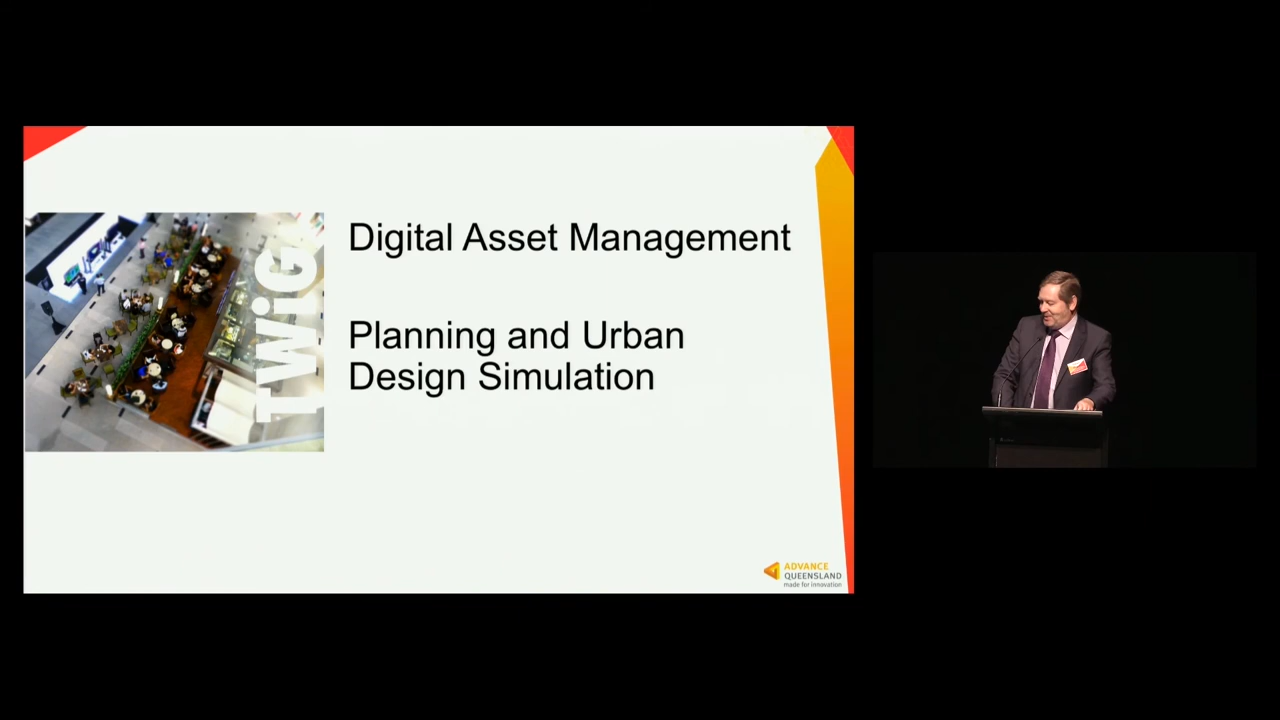 Digital Asset Management
Planning and Urban
Design Simulation
TWiG
ADVANCE
QUEENSLAND
made for innovation